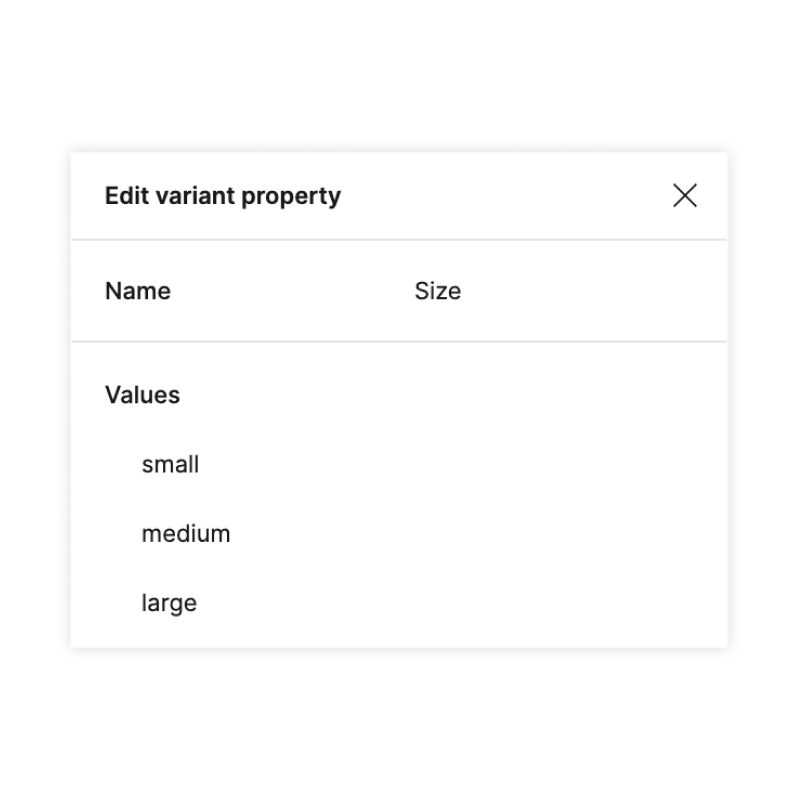 Edit variant property
Name Size
Values
small
medium
large